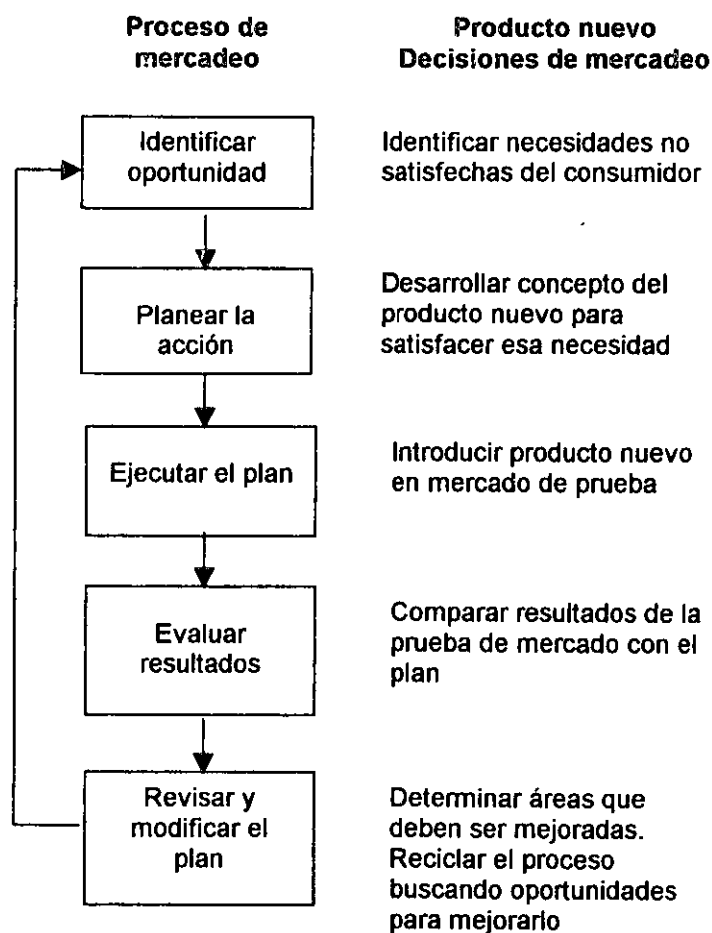 Proceso de
mercadeo
Producto nuevo
Decisiones de mercadeo
Identificar
oportunidad
Identificar necesidades no
satisfechas del consumidor
Planear la
acción
Desarrollar concepto del
producto nuevo para
satisfacer esa necesidad
Ejecutar el plan
Introducir producto nuevo
en mercado de prueba
Evaluar
resultados
Comparar resultados de la
prueba de mercado con el
plan
Revisar y
modificar el
plan
Determinar áreas que
deben ser mejoradas.
Reciclar el proceso
buscando oportunidades
para mejorarlo